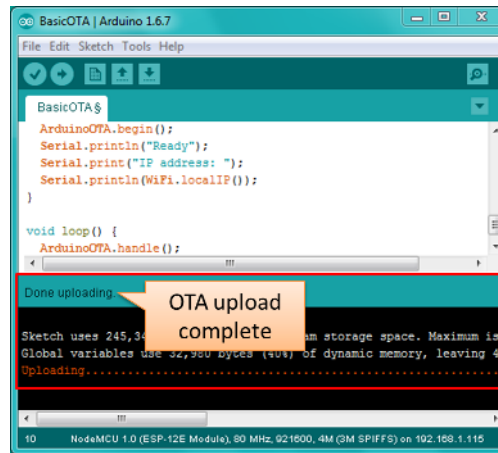 BasicOTA | Arduino 1.6.7
File Edit Sketch Tools Help
BasicOTA§
ArduinoOTA.begin();
Serial.println("Ready");
Serial.print("IP address: ");
Serial.println(WiFi.localIP());
}
void loop() {
ArduinoOTA.handle();
Done uploading.
OTA upload
complete
Sketch uses 245,34 am storage space. Maximum is
Global variables use 32,980 bytes (40%) of dynamic memory, leaving 4
Uploading...............................................................
10 NodeMCU 1.0 (ESP-12E Module), 80 MHz, 921600, 4M (3M SPIFFS) on 192.168.1.115